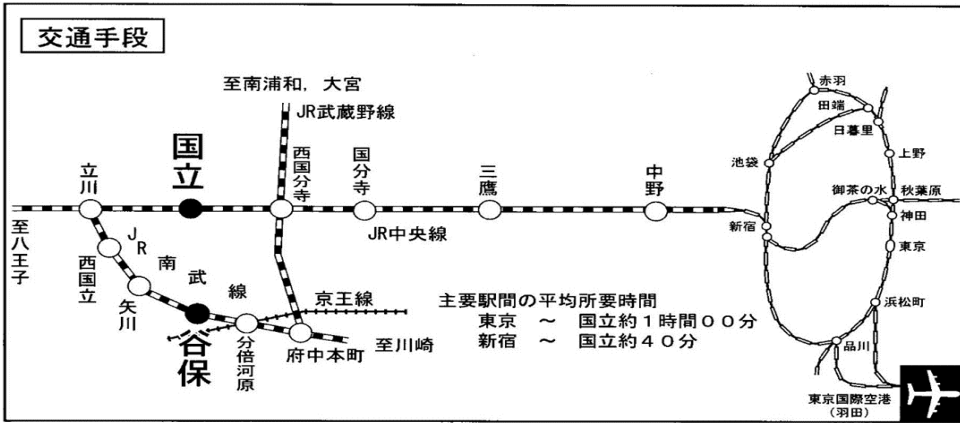 交通手段
至南浦和，大宮
JR武蔵野線
西国分寺
国分寺
三鷹
中野
国立
立川
至八王子
JR中央線
西国立
矢川
JR南武線
谷保
分倍河原
府中本町
京王線
至川崎
主要駅間の平均所要時間
東京　～　国立約１時間００分
新宿　～　国立約４０分
赤羽
田端
日暮里
池袋
上野
御茶の水
秋葉原
神田
新宿
東京
浜松町
品川
東京国際空港
（羽田）